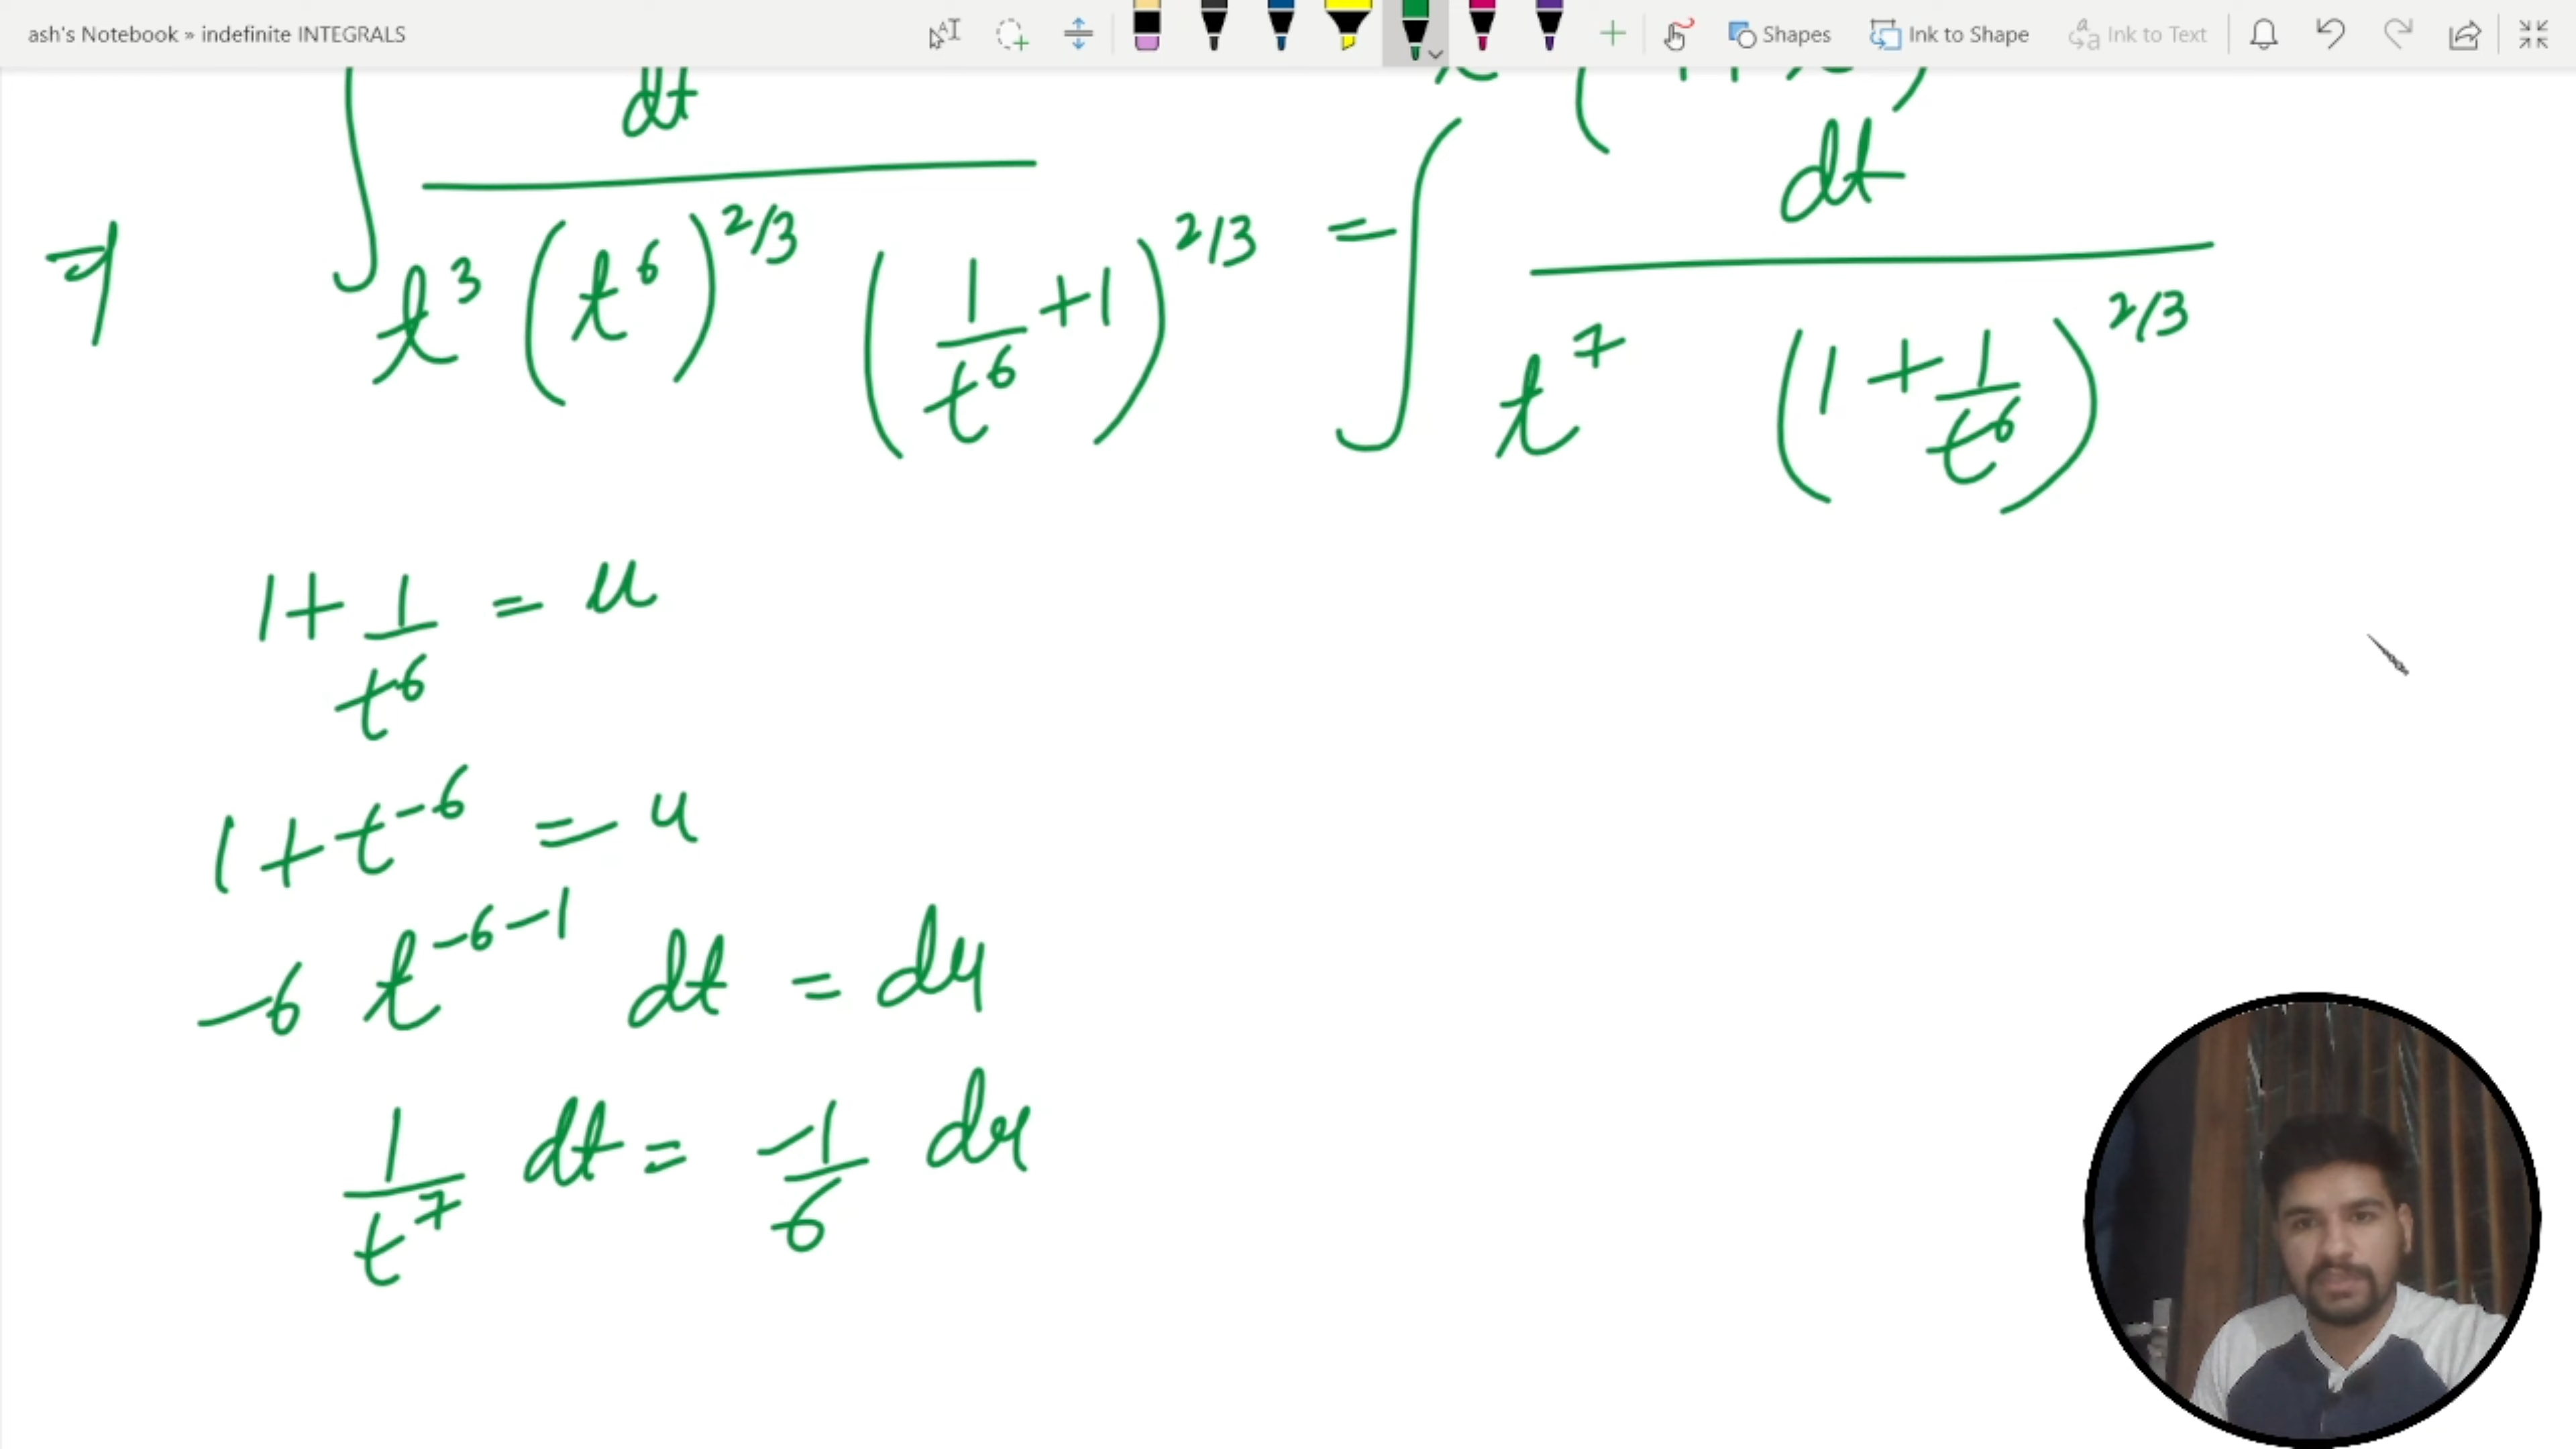 ash's Notebook » indefinite INTEGRALS
Shapes
Ink to Shape
Ink to Text
⇒ ∫ dt / t³ (t⁶)^2/3 (1/t⁶ + 1)^2/3 = ∫ dt / t⁷ (1 + 1/t⁶)^2/3
1 + 1/t⁶ = u
1 + t⁻⁶ = u
-6 t^-6-1 dt = du
1/t⁷ dt = -1/6 du